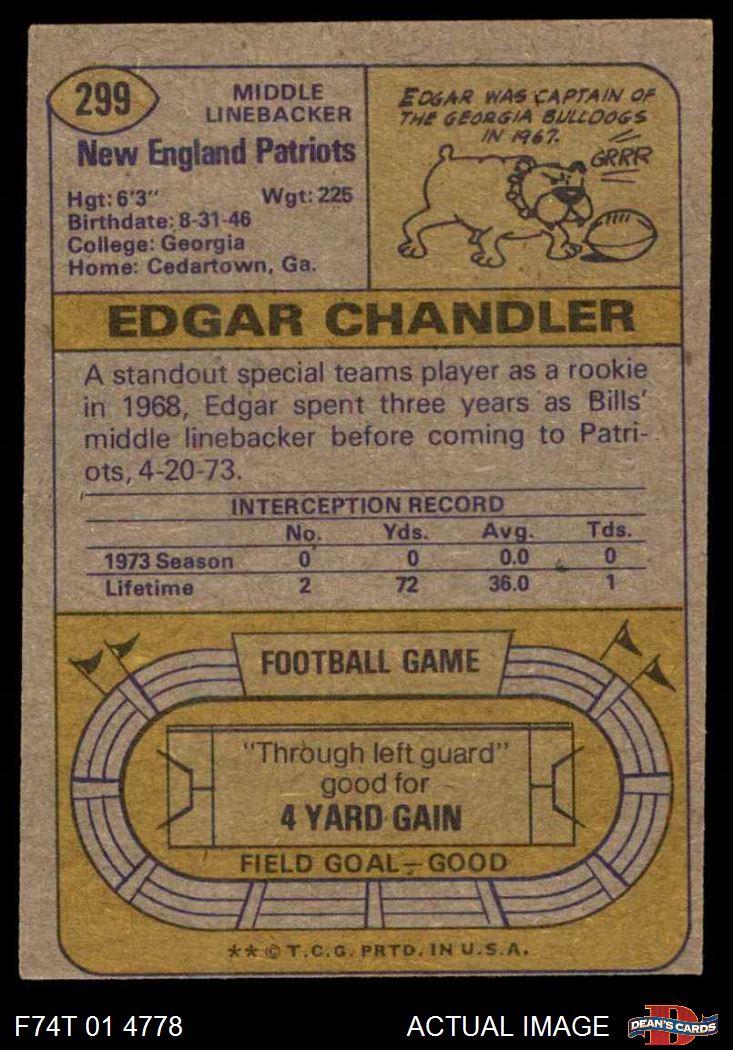 299
MIDDLE
LINEBACKER
New England Patriots
Hgt: 6'3" Wgt: 225
Birthdate: 8-31-46
College: Georgia
Home: Cedartown, Ga.
EDGAR WAS CAPTAIN OF
THE GEORGIA BULLDOGS
IN 1967.
GRRR
EDGAR CHANDLER
A standout special teams player as a rookie
in 1968, Edgar spent three years as Bills'
middle linebacker before coming to Patri-
ots, 4-20-73.
INTERCEPTION RECORD
No. Yds. Avg. Tds.
1973 Season 0 0 0.0 0
Lifetime 2 72 36.0 1
FOOTBALL GAME
"Through left guard"
good for
4 YARD GAIN
FIELD GOAL - GOOD
** © T.C.G. PRTD. IN U.S.A.
F74T 01 4778 ACTUAL IMAGE
D
DEAN'S CARDS